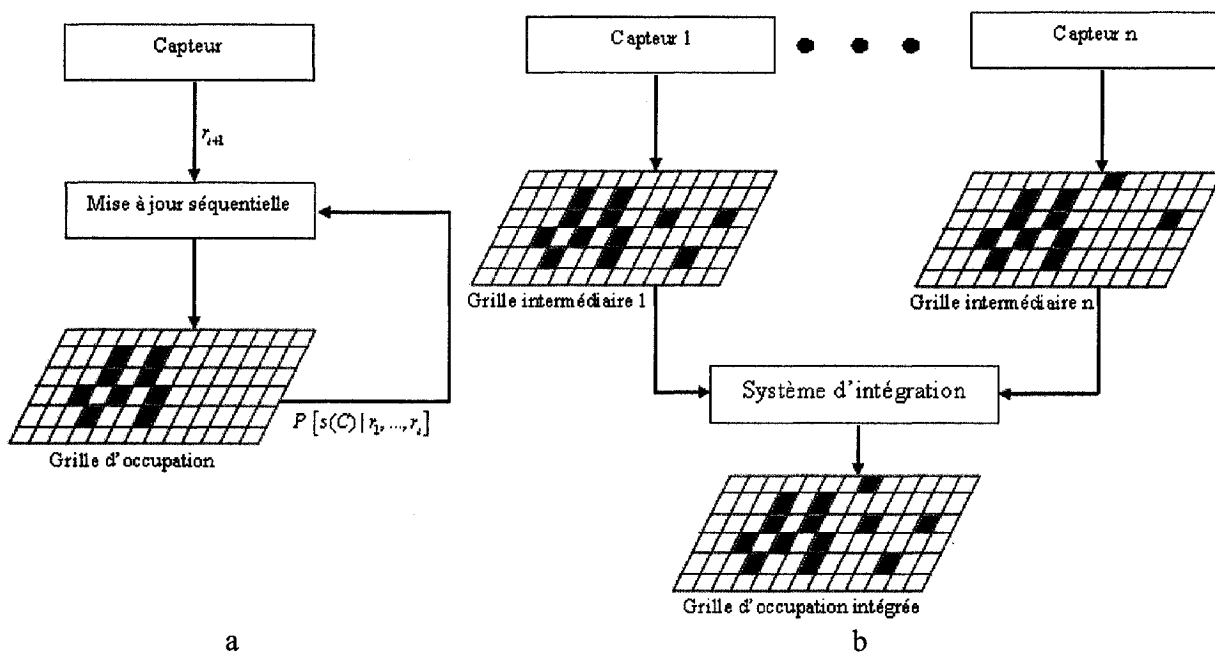 Capteur
r_{i+1}
Mise à jour séquentielle
P [s(C) | r_1, ..., r_i]
Grille d'occupation
a
Capteur 1
Capteur n
Grille intermédiaire 1
Grille intermédiaire n
Système d'intégration
Grille d'occupation intégrée
b